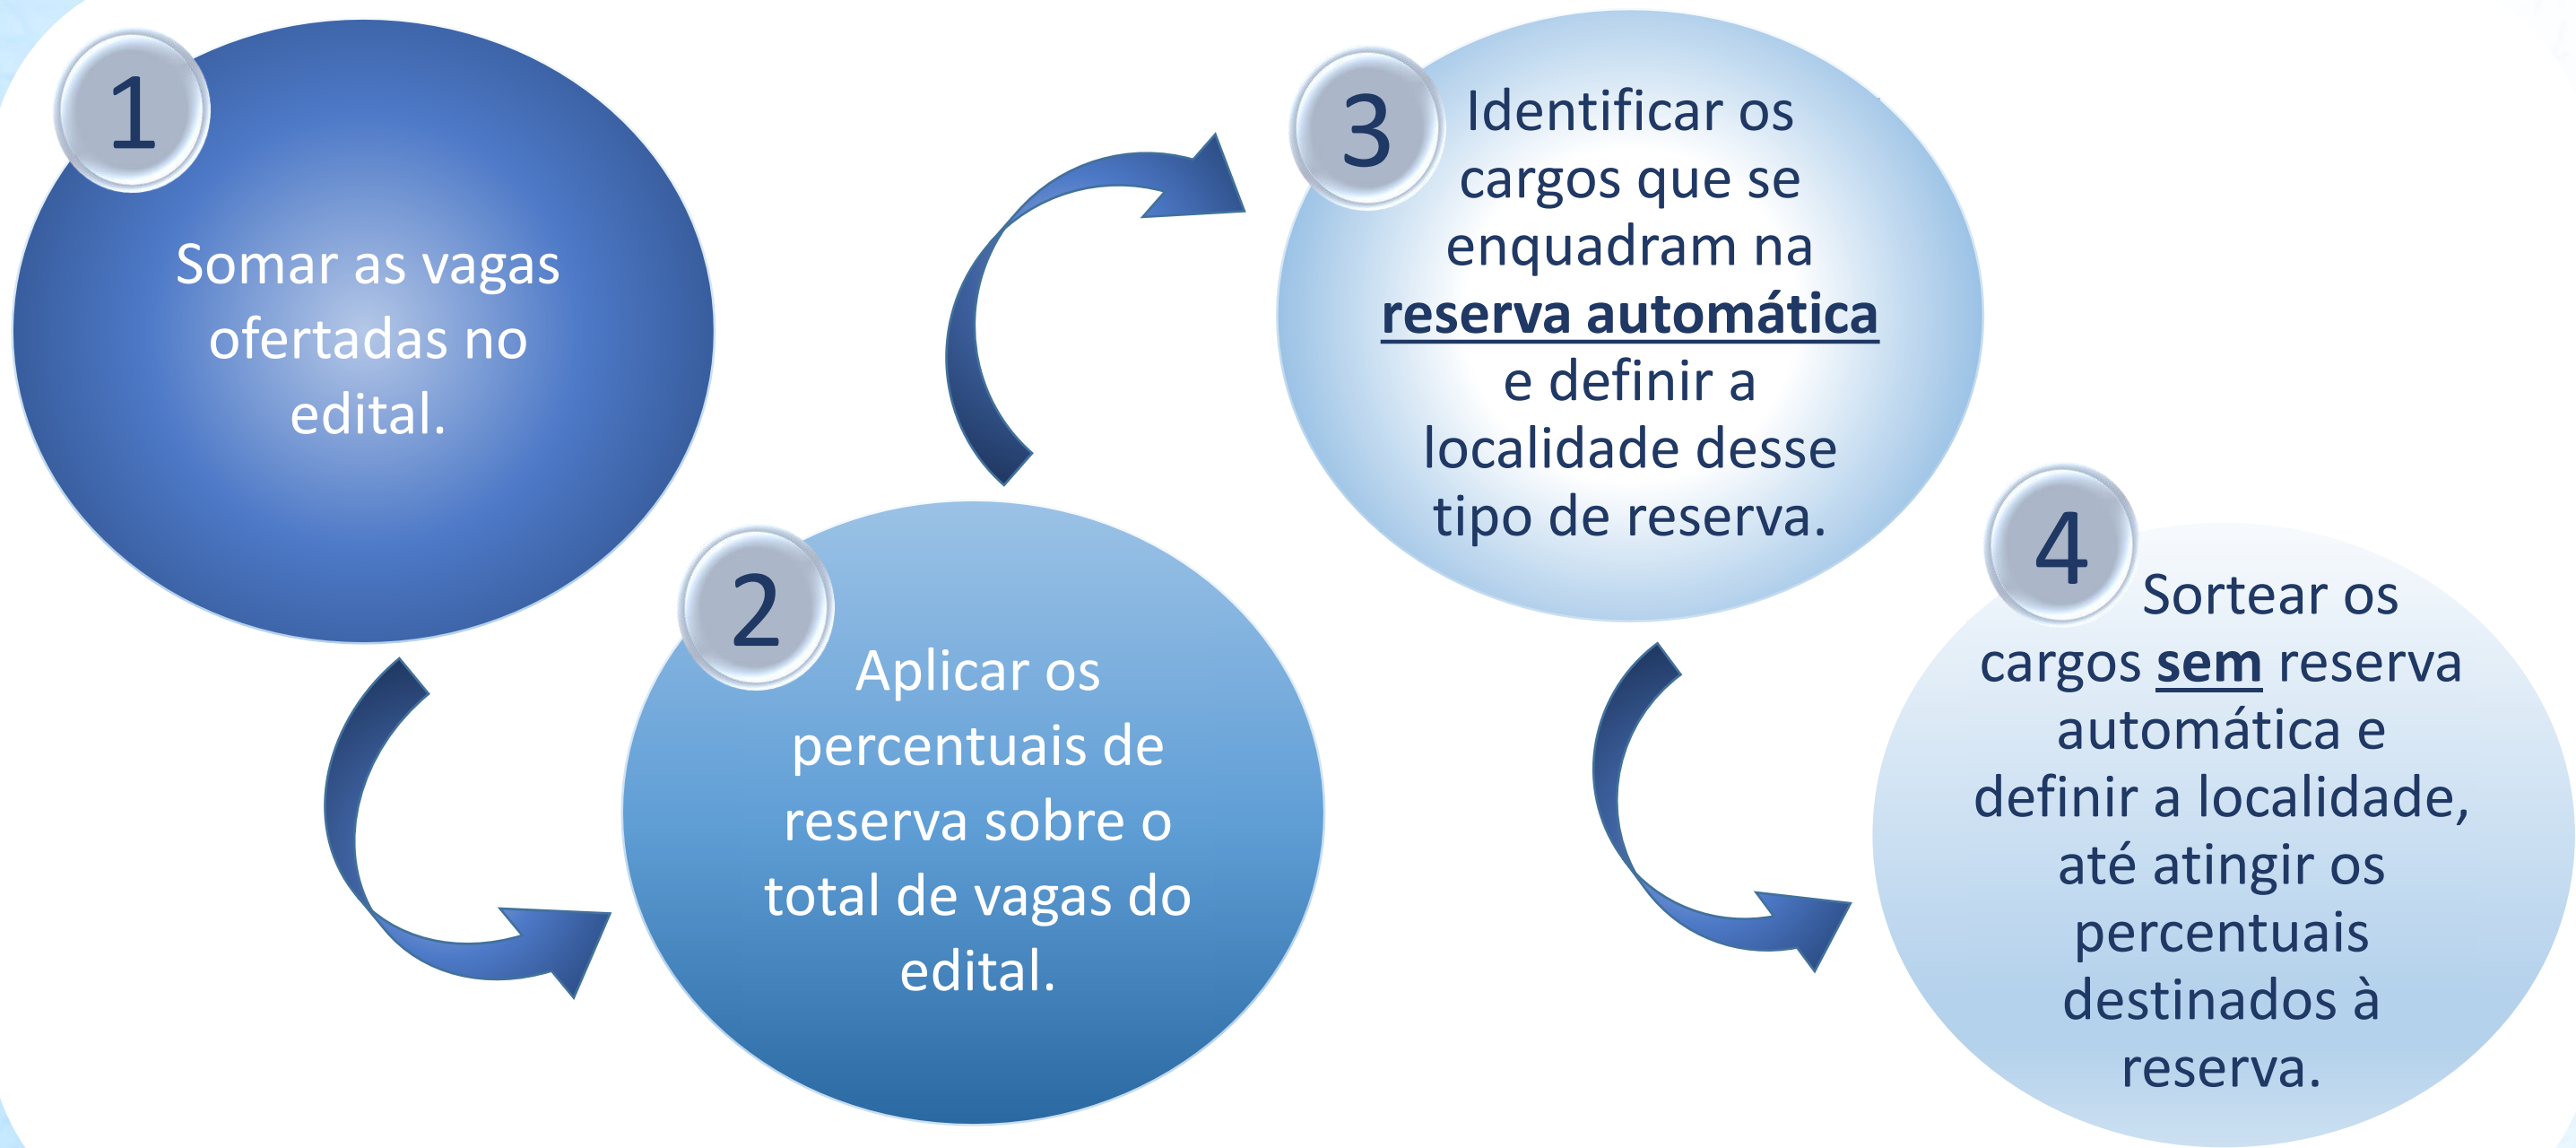 1
Somar as vagas
ofertadas no
edital.
2
Aplicar os
percentuais de
reserva sobre o
total de vagas do
edital.
3
Identificar os
cargos que se
enquadram na
reserva automática
e definir a
localidade desse
tipo de reserva.
4
Sortear os
cargos sem reserva
automática e
definir a localidade,
até atingir os
percentuais
destinados à
reserva.